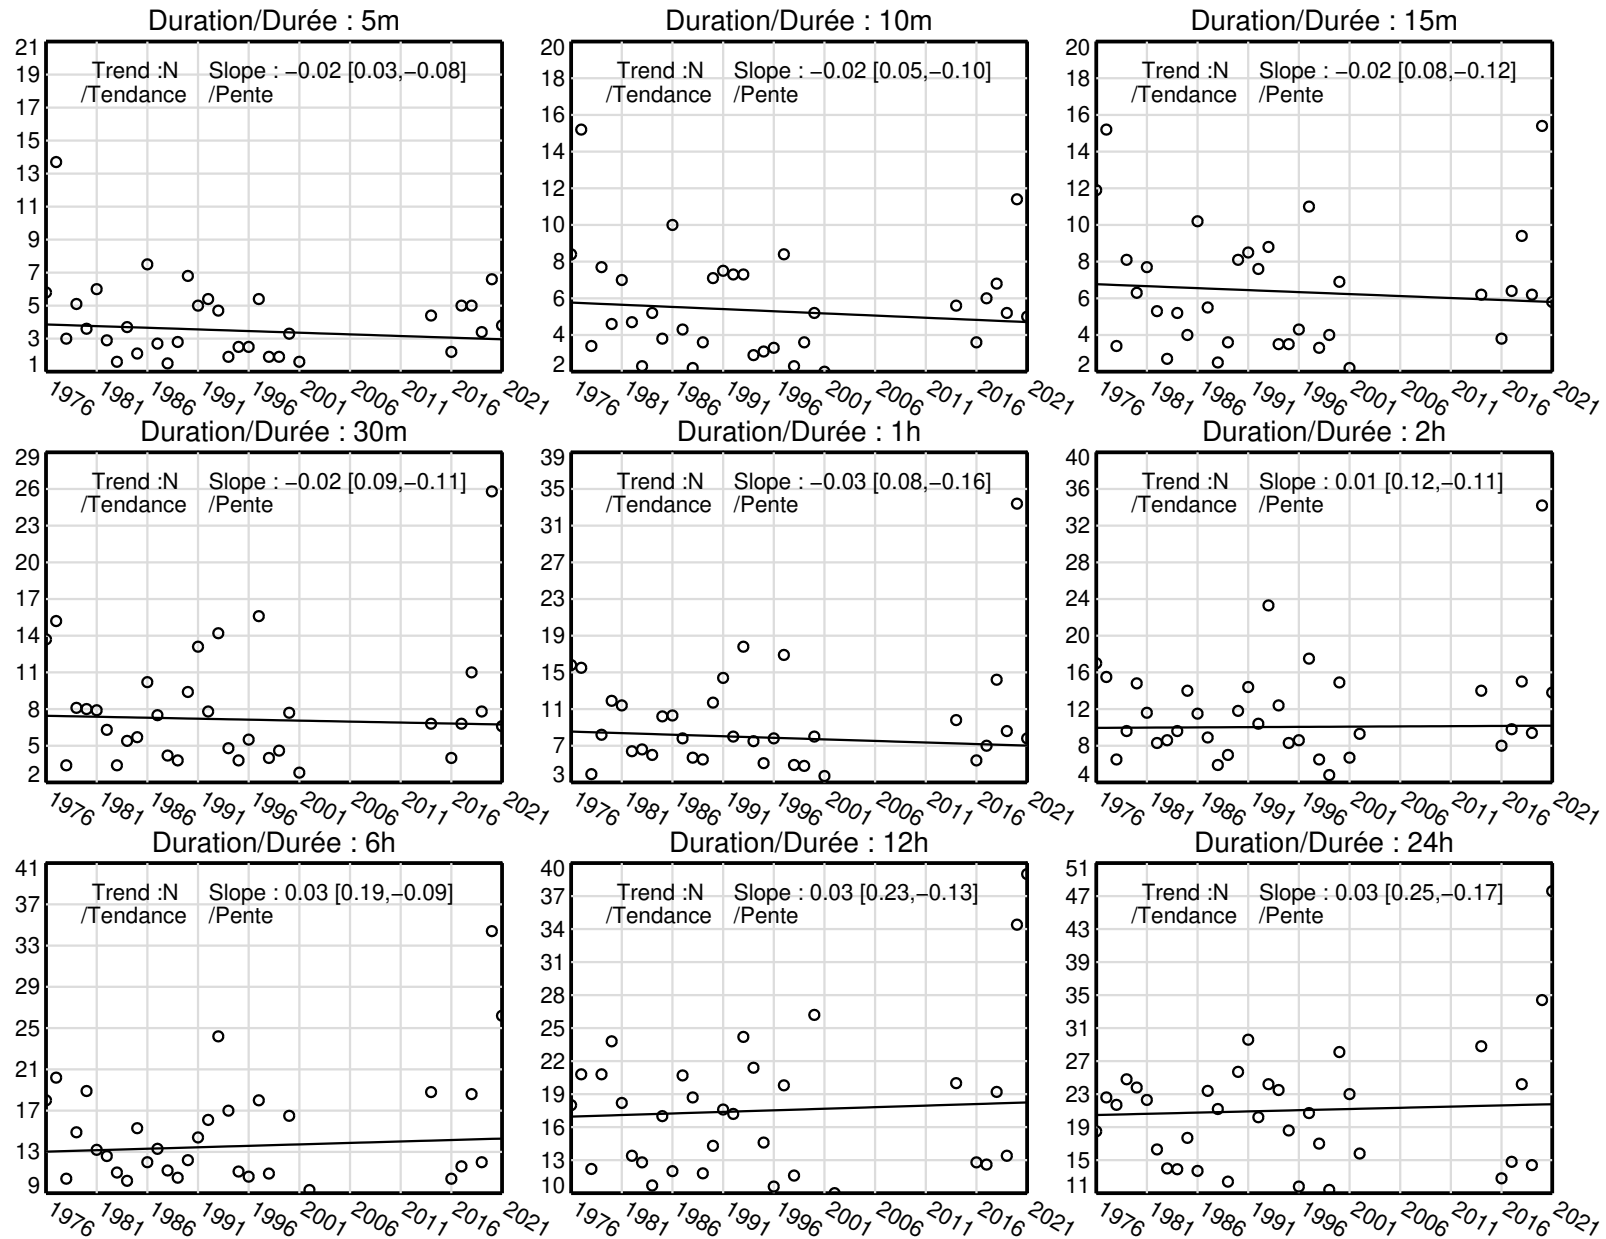 Duration/Durée : 5m
21
19
17
15
13
11
9
7
5
3
1
Trend :N Slope : −0.02 [0.03,−0.08]
/Tendance /Pente
1976 1981 1986 1991 1996 2001 2006 2011 2016 2021
Duration/Durée : 10m
20
18
16
14
12
10
8
6
4
2
Trend :N Slope : −0.02 [0.05,−0.10]
/Tendance /Pente
1976 1981 1986 1991 1996 2001 2006 2011 2016 2021
Duration/Durée : 15m
20
18
16
14
12
10
8
6
4
2
Trend :N Slope : −0.02 [0.08,−0.12]
/Tendance /Pente
1976 1981 1986 1991 1996 2001 2006 2011 2016 2021
Duration/Durée : 30m
29
26
23
20
17
14
11
8
5
2
Trend :N Slope : −0.02 [0.09,−0.11]
/Tendance /Pente
1976 1981 1986 1991 1996 2001 2006 2011 2016 2021
Duration/Durée : 1h
39
35
31
27
23
19
15
11
7
3
Trend :N Slope : −0.03 [0.08,−0.16]
/Tendance /Pente
1976 1981 1986 1991 1996 2001 2006 2011 2016 2021
Duration/Durée : 2h
40
36
32
28
24
20
16
12
8
4
Trend :N Slope : 0.01 [0.12,−0.11]
/Tendance /Pente
1976 1981 1986 1991 1996 2001 2006 2011 2016 2021
Duration/Durée : 6h
41
37
33
29
25
21
17
13
9
Trend :N Slope : 0.03 [0.19,−0.09]
/Tendance /Pente
1976 1981 1986 1991 1996 2001 2006 2011 2016 2021
Duration/Durée : 12h
40
37
34
31
28
25
22
19
16
13
10
Trend :N Slope : 0.03 [0.23,−0.13]
/Tendance /Pente
1976 1981 1986 1991 1996 2001 2006 2011 2016 2021
Duration/Durée : 24h
51
47
43
39
35
31
27
23
19
15
11
Trend :N Slope : 0.03 [0.25,−0.17]
/Tendance /Pente
1976 1981 1986 1991 1996 2001 2006 2011 2016 2021